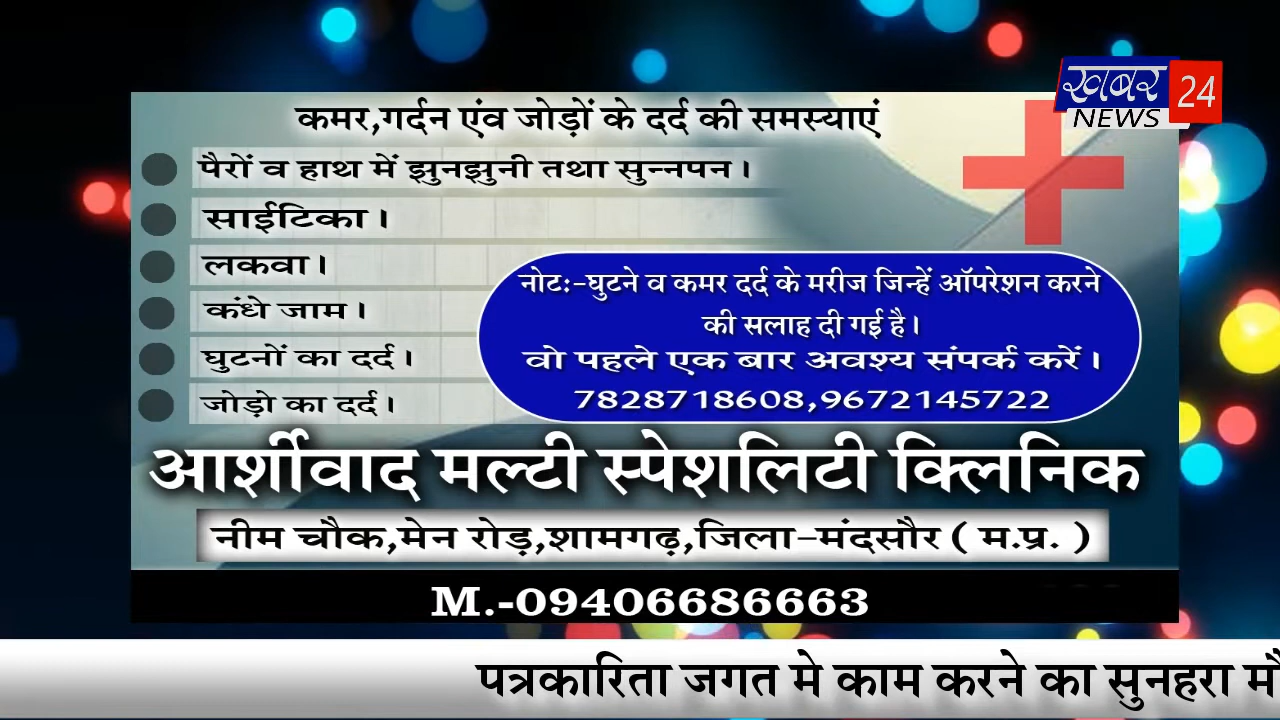 खबर 24
NEWS
कमर,गर्दन एंव जोड़ों के दर्द की समस्याएं
पैरों व हाथ में झुनझुनी तथा सुन्नपन।
साईटिका।
लकवा।
कंधे जाम।
घुटनों का दर्द।
जोड़ो का दर्द।
नोटः-घुटने व कमर दर्द के मरीज जिन्हें ऑपरेशन करने
की सलाह दी गई है।
वो पहले एक बार अवश्य संपर्क करें।
7828718608,9672145722
आर्शीवाद मल्टी स्पेशलिटी क्लिनिक
नीम चौक,मेन रोड़,शामगढ़,जिला-मंदसौर ( म.प्र. )
M.-09406686663
पत्रकारिता जगत मे काम करने का सुनहरा